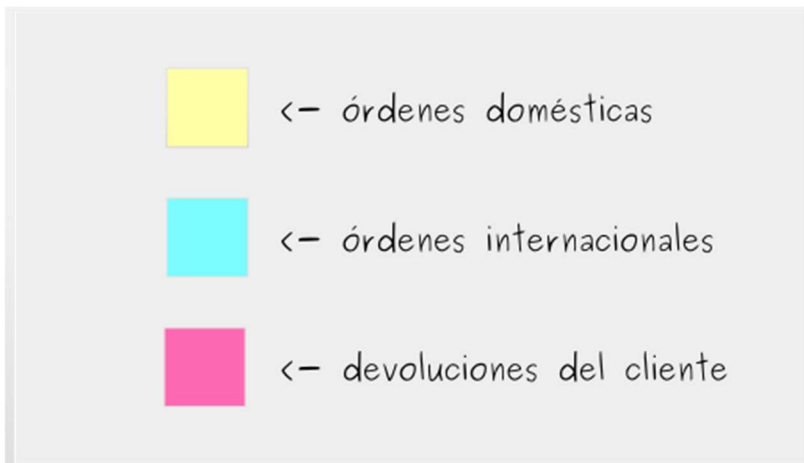 <- órdenes domésticas
<- órdenes internacionales
<- devoluciones del cliente